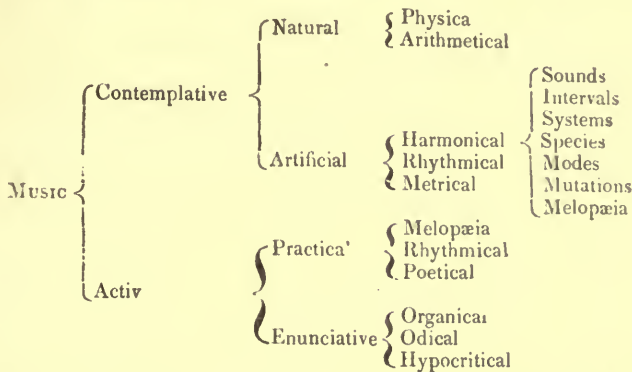 Natural
Physica
Arithmetical
Contemplative
Sounds
Intervals
Systems
Artificial
Harmonical
Rhythmical
Metrical
Species
Modes
Mutations
Melopæia
Music
Practica'
Melopæia
Rhythmical
Poetical
Activ
Enunciative
Organical
Odical
Hypocritical